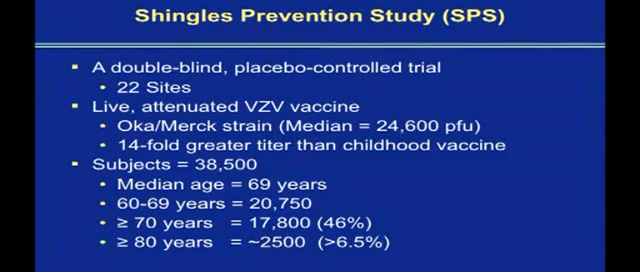 Shingles Prevention Study (SPS)
▪ A double-blind, placebo-controlled trial
• 22 Sites
▪ Live, attenuated VZV vaccine
• Oka/Merck strain (Median = 24,600 pfu)
• 14-fold greater titer than childhood vaccine
▪ Subjects = 38,500
• Median age = 69 years
• 60-69 years = 20,750
• ≥ 70 years = 17,800 (46%)
• ≥ 80 years = ~2500 (>6.5%)